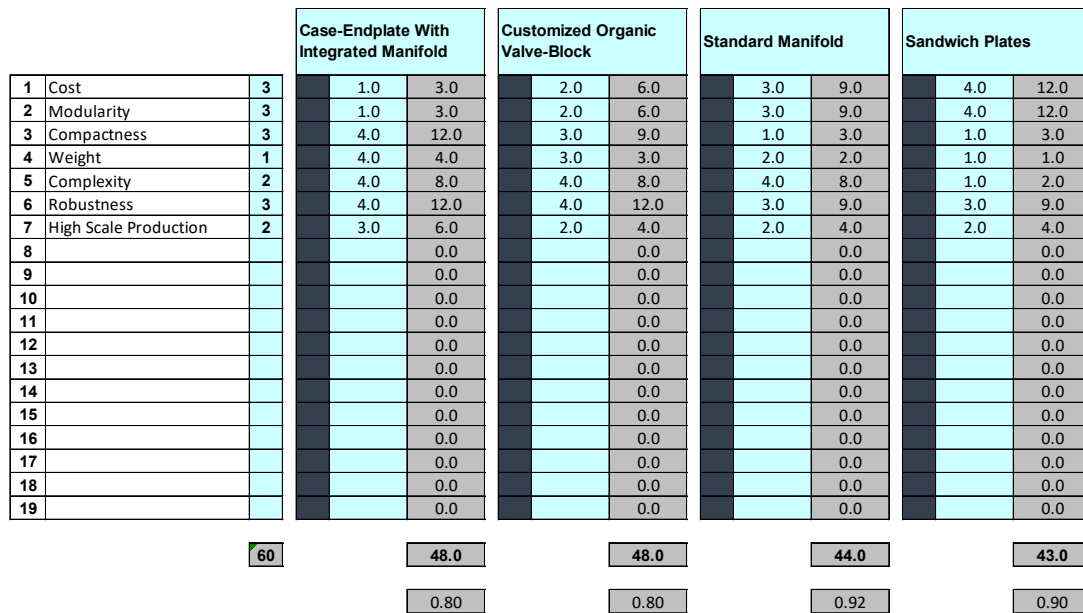 Case-Endplate With Integrated Manifold Customized Organic Valve-Block Standard Manifold Sandwich Plates
1 Cost 3 1.0 3.0 2.0 6.0 3.0 9.0 4.0 12.0
2 Modularity 3 1.0 3.0 2.0 6.0 3.0 9.0 4.0 12.0
3 Compactness 3 4.0 12.0 3.0 9.0 1.0 3.0 1.0 3.0
4 Weight 1 4.0 4.0 3.0 3.0 2.0 2.0 1.0 1.0
5 Complexity 2 4.0 8.0 4.0 8.0 4.0 8.0 1.0 2.0
6 Robustness 3 4.0 12.0 4.0 12.0 3.0 9.0 3.0 9.0
7 High Scale Production 2 3.0 6.0 2.0 4.0 2.0 4.0 2.0 4.0
8 0.0 0.0 0.0 0.0
9 0.0 0.0 0.0 0.0
10 0.0 0.0 0.0 0.0
11 0.0 0.0 0.0 0.0
12 0.0 0.0 0.0 0.0
13 0.0 0.0 0.0 0.0
14 0.0 0.0 0.0 0.0
15 0.0 0.0 0.0 0.0
16 0.0 0.0 0.0 0.0
17 0.0 0.0 0.0 0.0
18 0.0 0.0 0.0 0.0
19 0.0 0.0 0.0 0.0
60 48.0 48.0 44.0 43.0
0.80 0.80 0.92 0.90